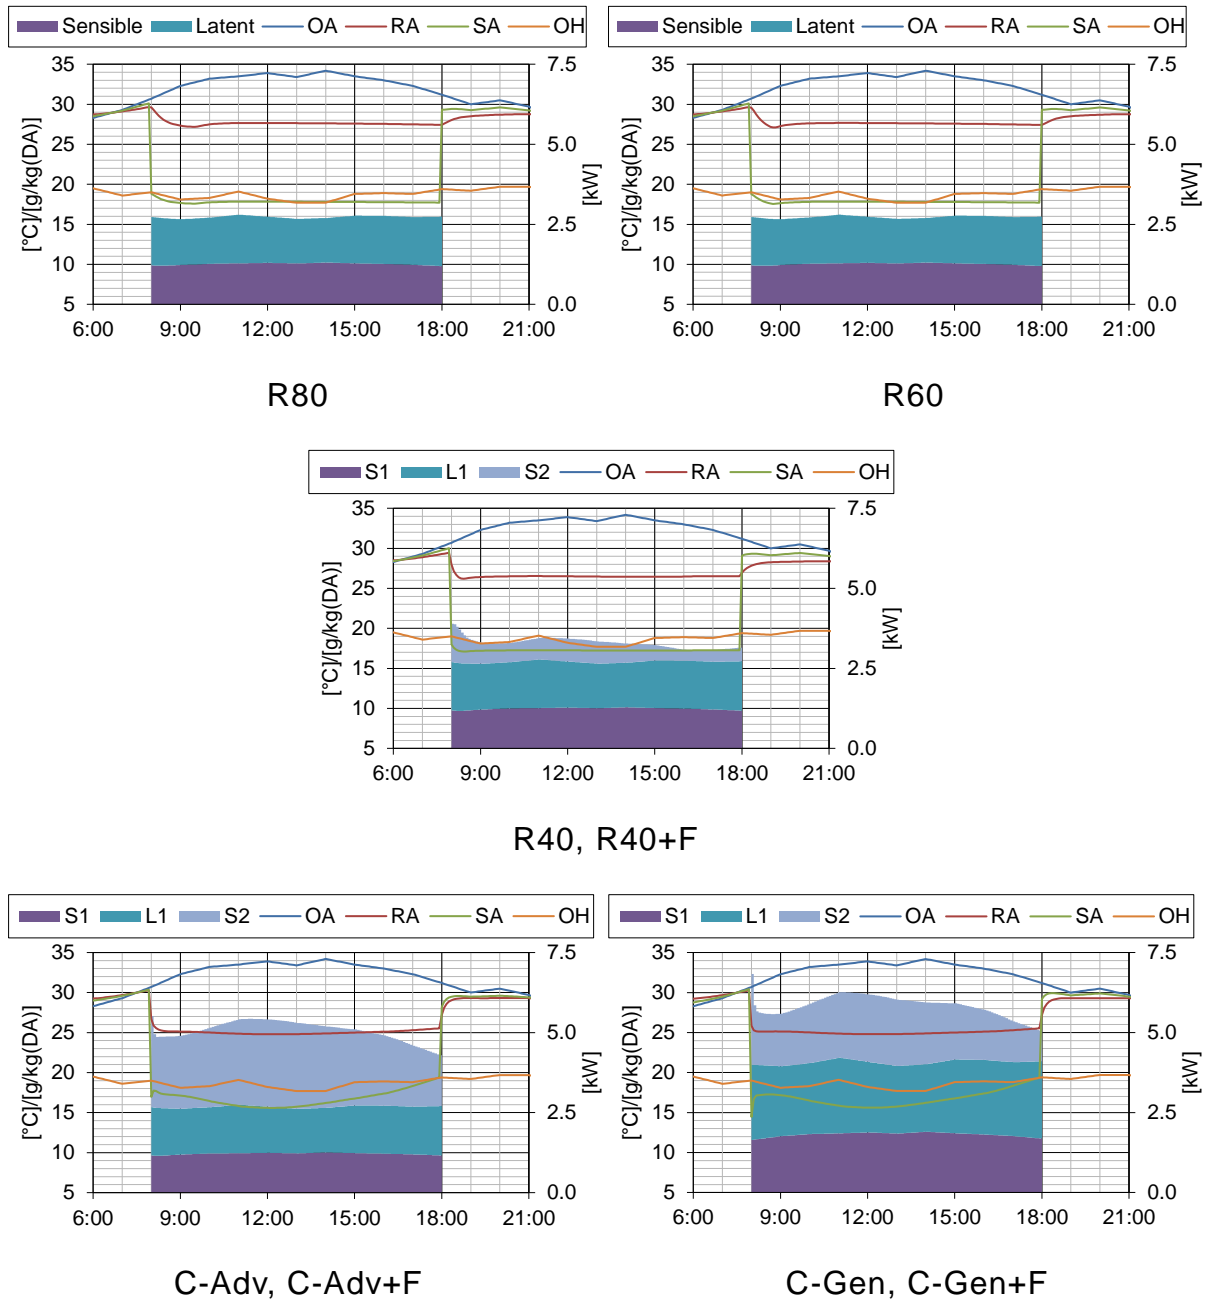 Sensible Latent OA RA SA OH
Sensible Latent OA RA SA OH
[°C]/[g/kg(DA)]
35
30
25
20
15
10
5
7.5
5.0
2.5
0.0
[kW]
6:00 9:00 12:00 15:00 18:00 21:00
R80
[°C]/[g/kg(DA)]
35
30
25
20
15
10
5
7.5
5.0
2.5
0.0
[kW]
6:00 9:00 12:00 15:00 18:00 21:00
R60
S1 L1 S2 OA RA SA OH
[°C]/[g/kg(DA)]
35
30
25
20
15
10
5
7.5
5.0
2.5
0.0
[kW]
6:00 9:00 12:00 15:00 18:00 21:00
R40, R40+F
S1 L1 S2 OA RA SA OH
[°C]/[g/kg(DA)]
35
30
25
20
15
10
5
7.5
5.0
2.5
0.0
[kW]
6:00 9:00 12:00 15:00 18:00 21:00
C-Adv, C-Adv+F
S1 L1 S2 OA RA SA OH
[°C]/[g/kg(DA)]
35
30
25
20
15
10
5
7.5
5.0
2.5
0.0
[kW]
6:00 9:00 12:00 15:00 18:00 21:00
C-Gen, C-Gen+F